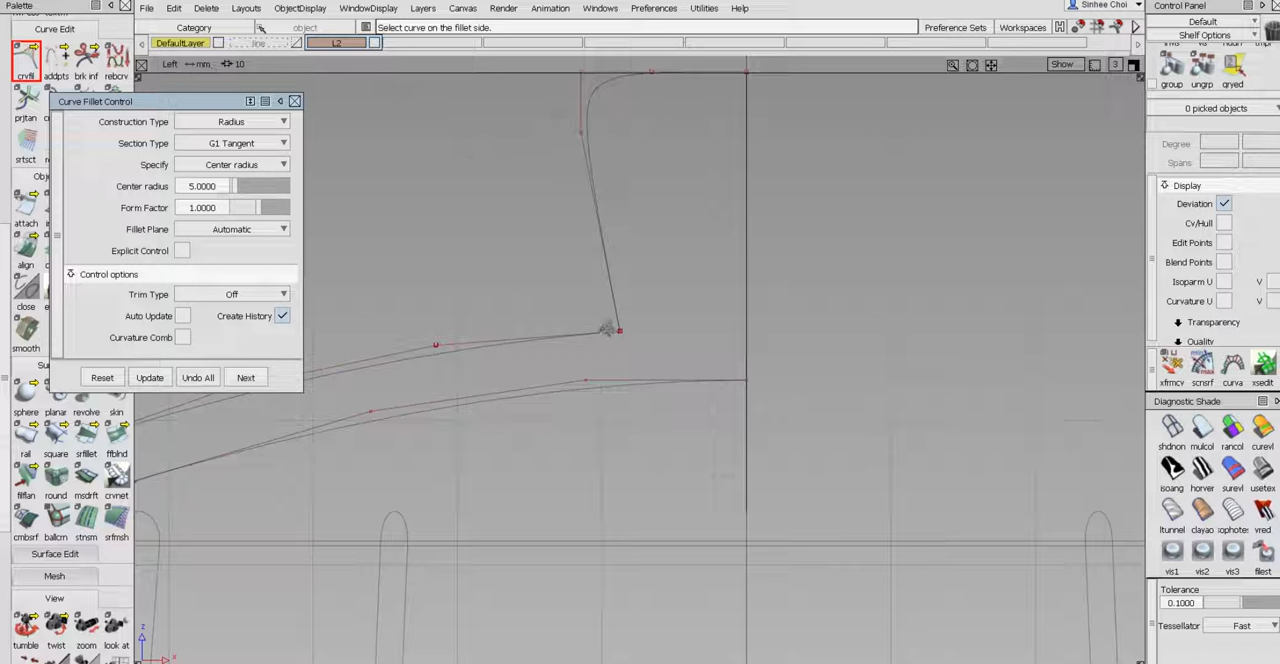 Palette
File
Edit
Delete
Layouts
ObjectDisplay
WindowDisplay
Layers
Canvas
Render
Animation
Windows
Preferences
Utilities
Help
Sinhee Choi
Control Panel
Curve Edit
Category
object
Select curve on the fillet side.
Preference Sets
Workspaces
Default
Shelf Options
DefaultLayer
line
L2
crvfil
addpts
brk inf
rebcrv
Left
mm,
10
Show
3
group
ungrp
qryed
Curve Fillet Control
0 picked objects
prjtan
Construction Type
Radius
Section Type
G1 Tangent
Degree
Specify
Center radius
Spans
srtsct
Center radius
5.0000
Display
Form Factor
1.0000
Deviation
attach
Fillet Plane
Automatic
Cv/Hull
Explicit Control
Edit Points
align
Control options
Blend Points
Trim Type
Off
Isoparm U
V
close
Auto Update
Create History
Curvature U
V
Curvature Comb
Transparency
smooth
Quality
Reset
Update
Undo All
Next
xfrmcv
scnsrf
curva
xsedit
sphere
planar
revolve
skin
Diagnostic Shade
rail
square
srfillet
ffblnd
shdnon
mulcol
rancol
curevl
filflan
round
msdrft
crvnet
isoang
horver
surevl
usetex
cmbsrf
ballcrn
stnsm
srfmsh
ltunnel
clayao
sophotes
vred
Surface Edit
vis1
vis2
vis3
filest
Mesh
Tolerance
View
0.1000
tumble
twist
zoom
look at
Tessellator
Fast
z
x